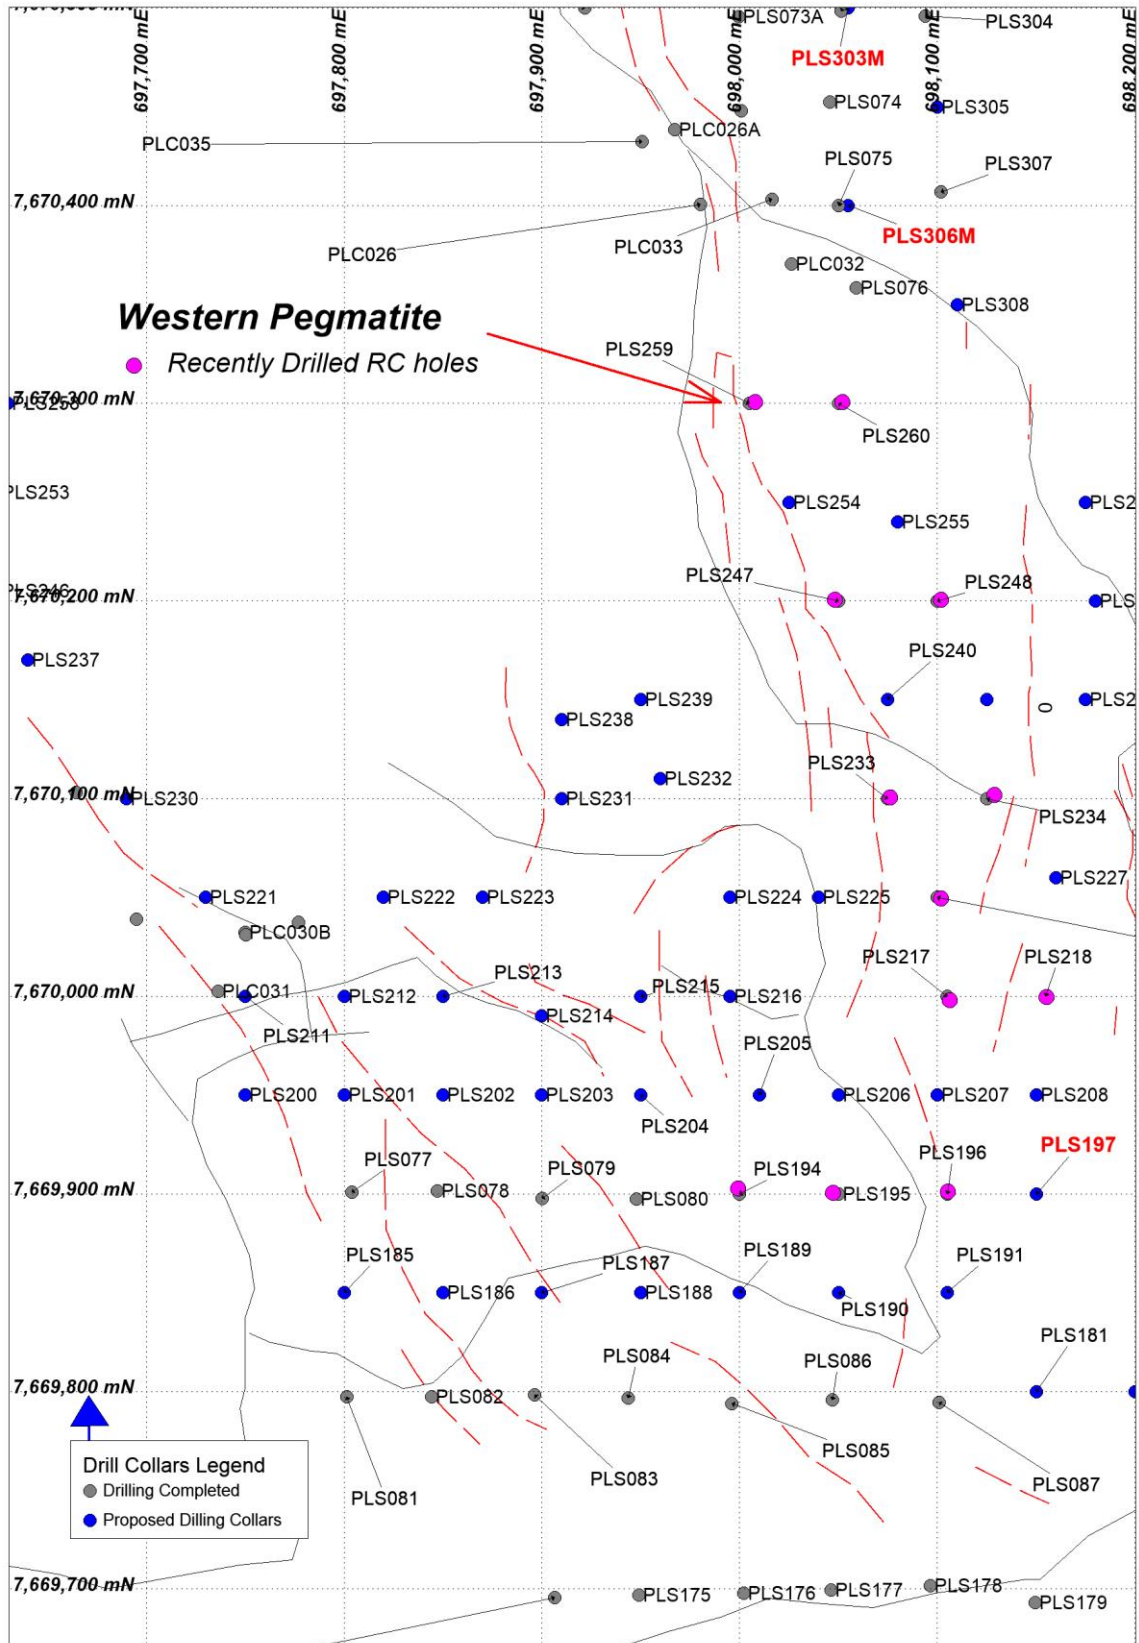 697,700 mE
697,800 mE
697,900 mE
698,000 mE
698,100 mE
698,200 mE
PLS073A
PLS304
PLS303M
PLS074
PLS305
PLC026A
PLC035
PLS075
PLS307
7,670,400 mN
PLC026
PLC033
PLS306M
PLC032
PLS076
PLS308
Western Pegmatite
Recently Drilled RC holes
PLS259
7,670,300 mN
PLS258
PLS260
PLS253
PLS254
PLS255
PLS247
PLS248
PLS246
7,670,200 mN
PLS237
PLS240
PLS239
PLS238
0
PLS233
PLS232
7,670,100 mN
PLS230
PLS231
PLS234
PLS227
PLS221
PLS222
PLS223
PLS224
PLS225
PLC030B
PLS217
PLS218
PLS213
PLS215
7,670,000 mN
PLC031
PLS212
PLS216
PLS214
PLS211
PLS205
PLS200
PLS201
PLS202
PLS203
PLS206
PLS207
PLS208
PLS204
PLS197
PLS077
PLS079
PLS194
PLS196
7,669,900 mN
PLS078
PLS080
PLS195
PLS185
PLS187
PLS189
PLS191
PLS186
PLS188
PLS190
PLS181
PLS084
PLS086
7,669,800 mN
PLS082
PLS085
PLS083
PLS087
PLS081
Drill Collars Legend
Drilling Completed
Proposed Dilling Collars
7,669,700 mN
PLS175
PLS176
PLS177
PLS178
PLS179